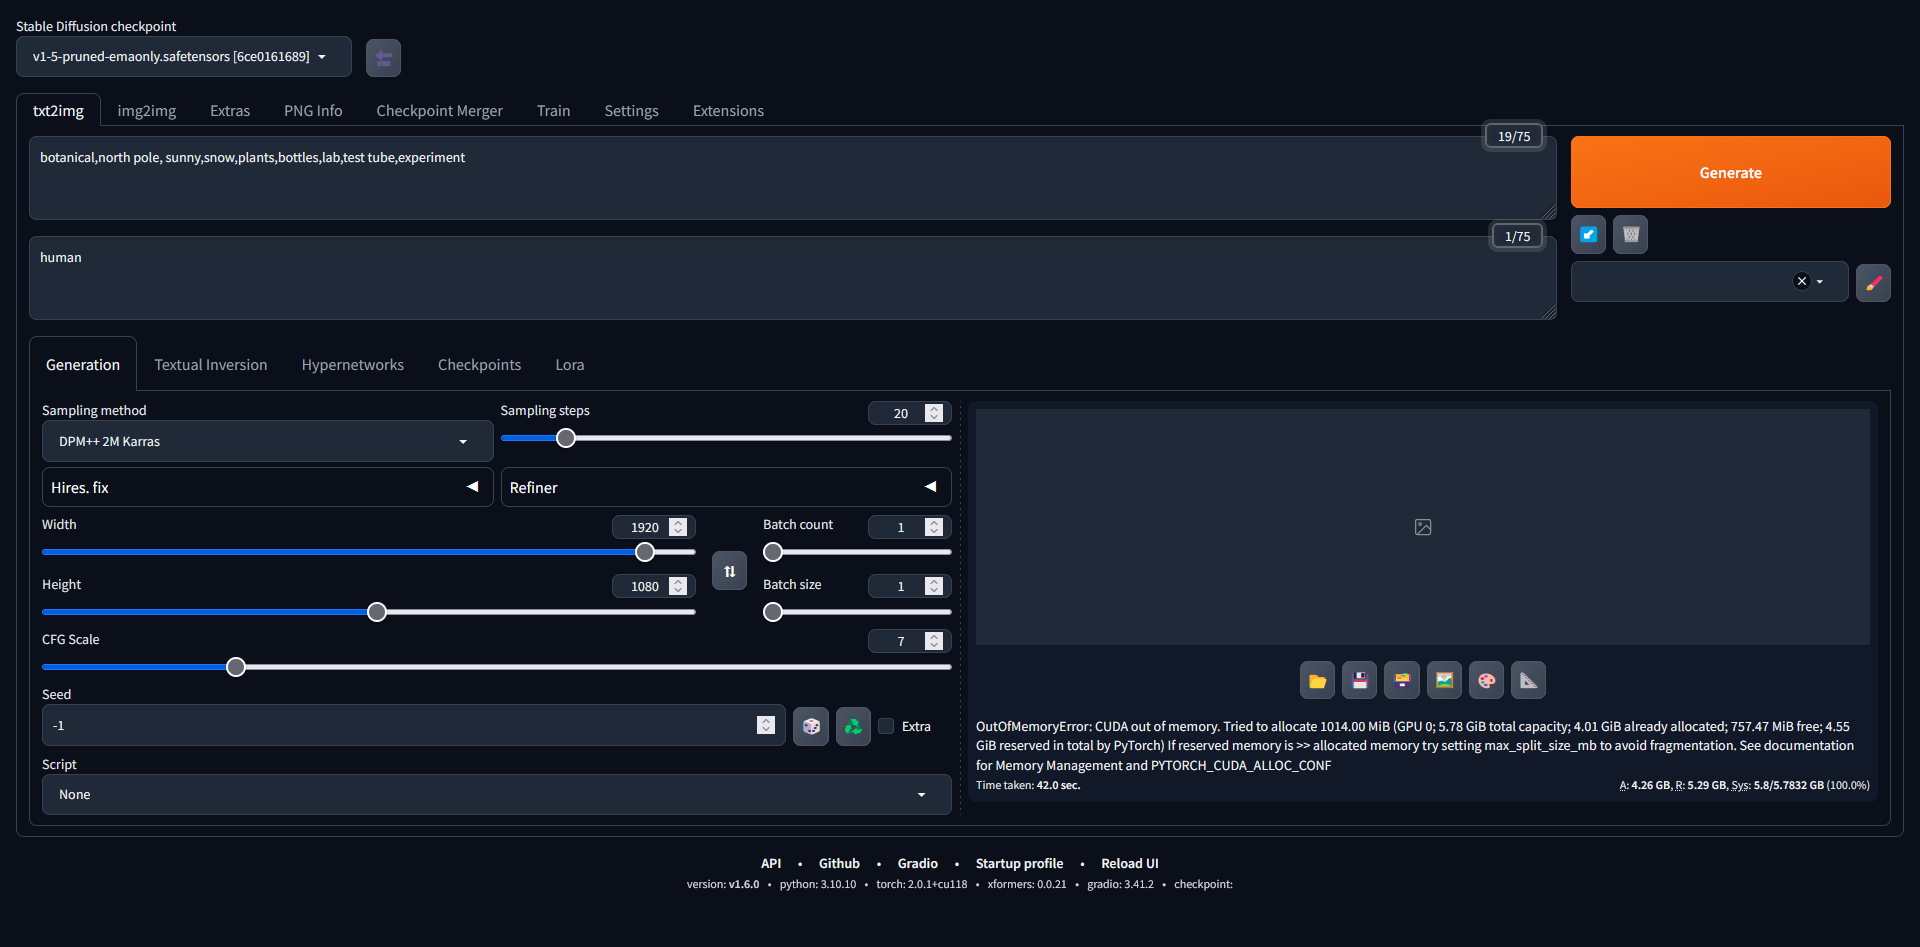 Stable Diffusion checkpoint
v1-5-pruned-emaonly.safetensors [6ce0161689]
txt2img img2img Extras PNG Info Checkpoint Merger Train Settings Extensions
19/75
botanical,north pole, sunny,snow,plants,bottles,lab,test tube,experiment
Generate
1/75
human
Generation Textual Inversion Hypernetworks Checkpoints Lora
Sampling method
DPM++ 2M Karras
Sampling steps
20
Hires. fix
Refiner
Width
1920
Batch count
1
Height
1080
Batch size
1
CFG Scale
7
Seed
-1
Extra
Script
None
OutOfMemoryError: CUDA out of memory. Tried to allocate 1014.00 MiB (GPU 0; 5.78 GiB total capacity; 4.01 GiB already allocated; 757.47 MiB free; 4.55
GiB reserved in total by PyTorch) If reserved memory is >> allocated memory try setting max_split_size_mb to avoid fragmentation. See documentation
for Memory Management and PYTORCH_CUDA_ALLOC_CONF
Time taken: 42.0 sec.
A: 4.26 GB, R: 5.29 GB, Sys: 5.8/5.7832 GB (100.0%)
API • Github • Gradio • Startup profile • Reload UI
version: v1.6.0 • python: 3.10.10 • torch: 2.0.1+cu118 • xformers: 0.0.21 • gradio: 3.41.2 • checkpoint: